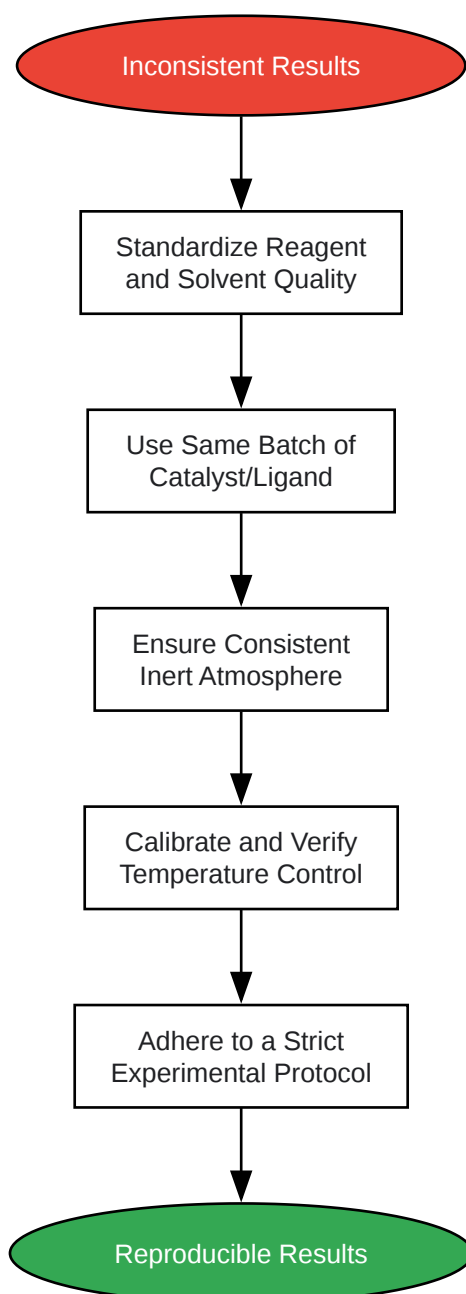 Inconsistent Results
Standardize Reagent
and Solvent Quality
Use Same Batch of
Catalyst/Ligand
Ensure Consistent
Inert Atmosphere
Calibrate and Verify
Temperature Control
Adhere to a Strict
Experimental Protocol
Reproducible Results